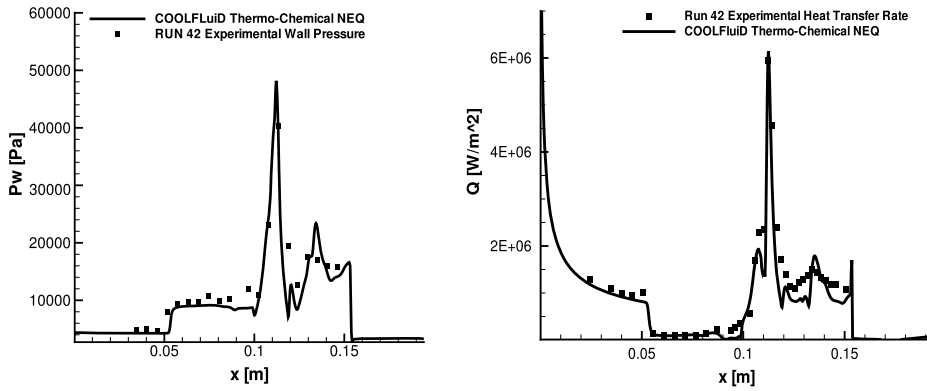 COOLFLuiD Thermo-Chemical NEQ
RUN 42 Experimental Wall Pressure
60000
50000
40000
30000
20000
10000
Pw [Pa]
0.05
0.1
0.15
x [m]
Run 42 Experimental Heat Transfer Rate
COOLFluiD Thermo-Chemical NEQ
6E+06
4E+06
2E+06
Q [W/m^2]
0.05
0.1
0.15
x [m]